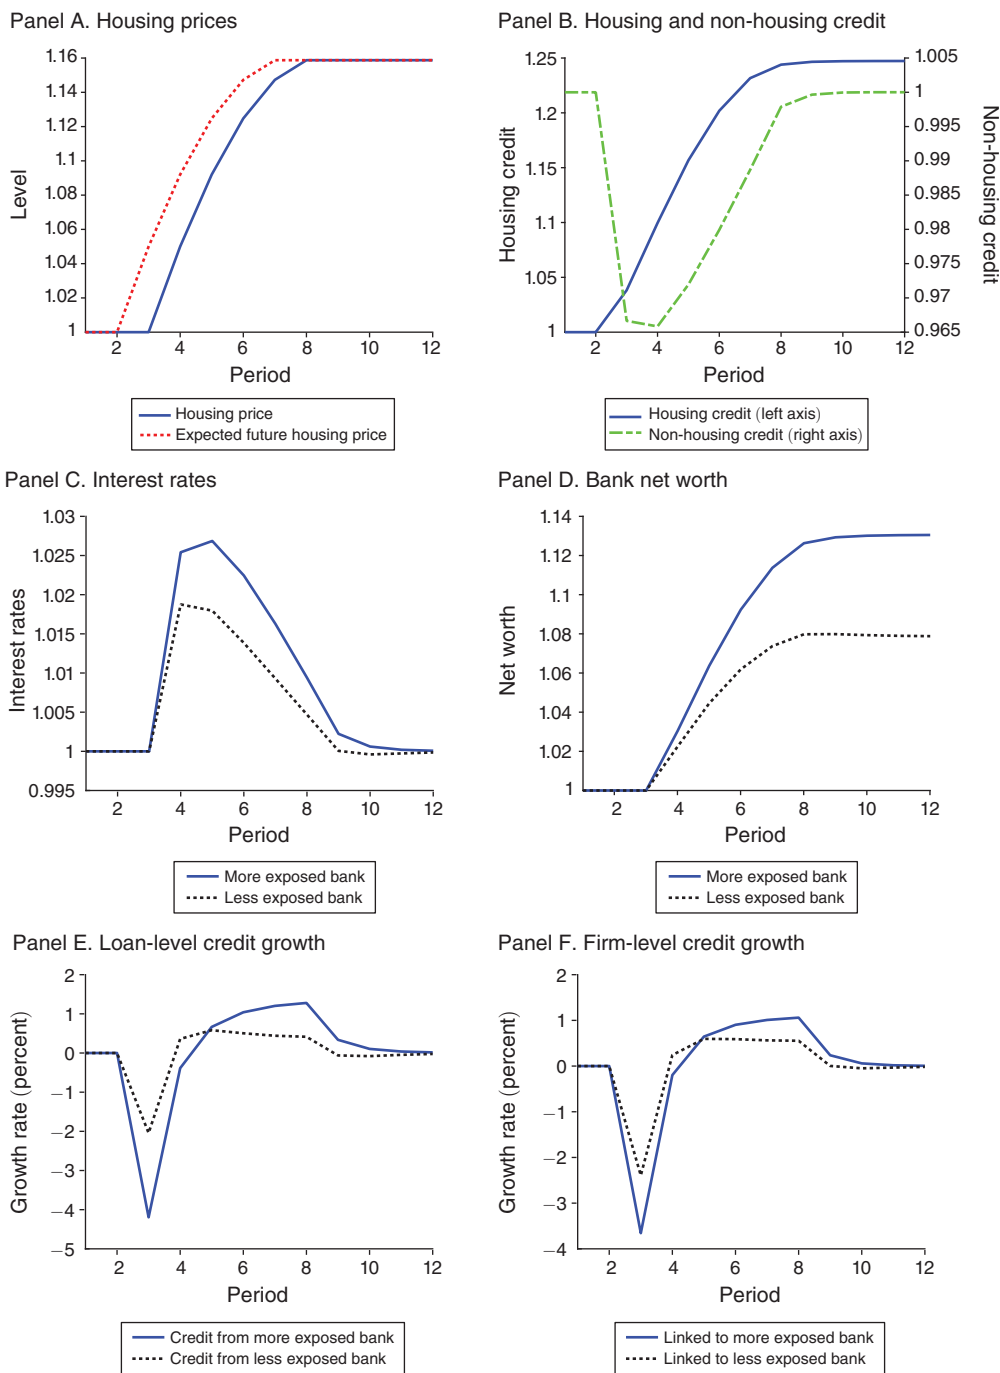 Panel A. Housing prices
1.16
1.14
1.12
1.1
1.08
1.06
1.04
1.02
1
Level
2 4 6 8 10 12
Period
Housing price
Expected future housing price
Panel B. Housing and non-housing credit
1.25
1.2
1.15
1.1
1.05
1
Housing credit
1.005
1
0.995
0.99
0.985
0.98
0.975
0.97
0.965
Non-housing credit
2 4 6 8 10 12
Period
Housing credit (left axis)
Non-housing credit (right axis)
Panel C. Interest rates
1.03
1.025
1.02
1.015
1.01
1.005
1
0.995
Interest rates
2 4 6 8 10 12
Period
More exposed bank
Less exposed bank
Panel D. Bank net worth
1.14
1.12
1.1
1.08
1.06
1.04
1.02
1
Net worth
2 4 6 8 10 12
Period
More exposed bank
Less exposed bank
Panel E. Loan-level credit growth
2
1
0
−1
−2
−3
−4
−5
Growth rate (percent)
2 4 6 8 10 12
Period
Credit from more exposed bank
Credit from less exposed bank
Panel F. Firm-level credit growth
2
1
0
−1
−2
−3
−4
Growth rate (percent)
2 4 6 8 10 12
Period
Linked to more exposed bank
Linked to less exposed bank